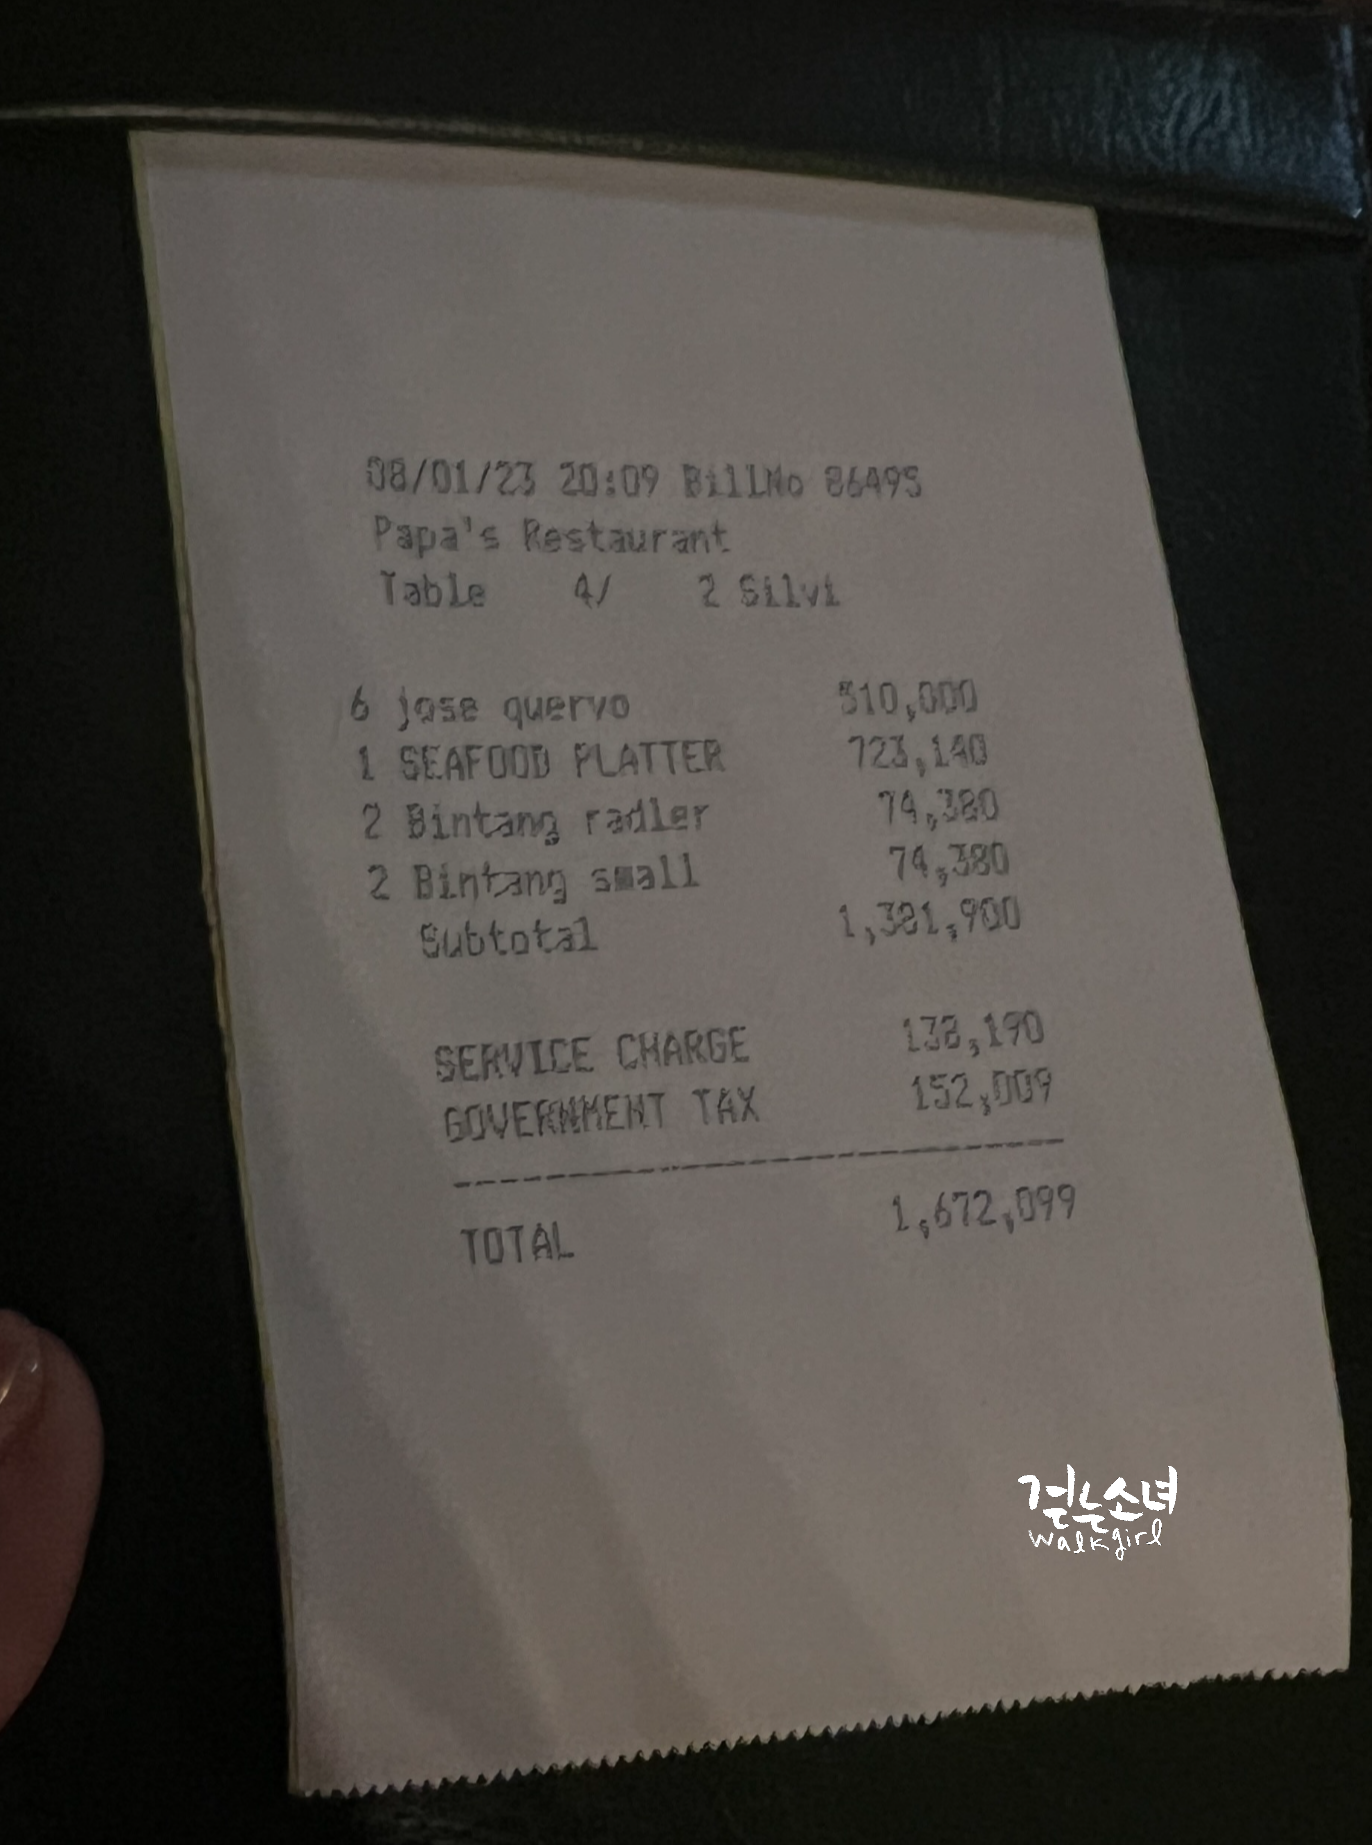 08/01/23 20:09 BillNo 86495
Papa's Restaurant
Table 4/ 2 Silvi
6 jose quervo 510,000
1 SEAFOOD PLATTER 723,140
2 Bintang radler 74,380
2 Bintang small 74,380
Subtotal 1,381,900
SERVICE CHARGE 138,190
GOVERNMENT TAX 152,009
TOTAL 1,672,099
걷는소녀
walkgirl